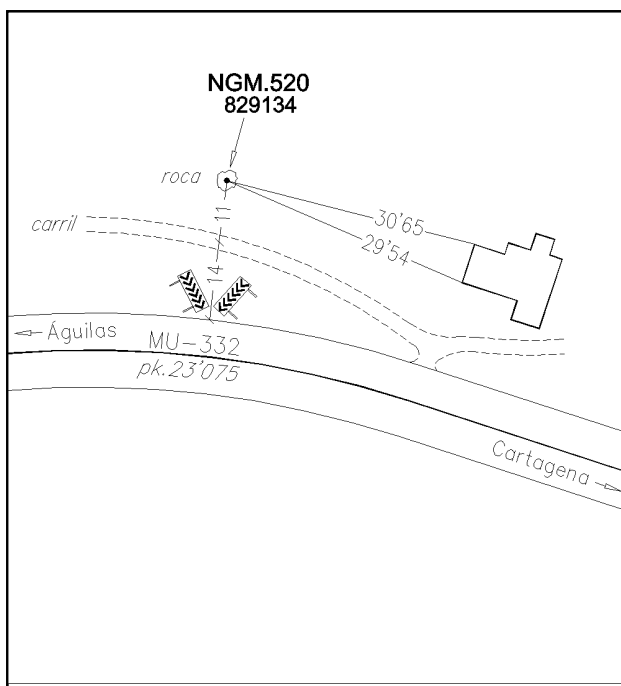 NGM.520
829134
roca
11
30'65
29'54
carril
14
Águilas
MU-332
pk.23'075
Cartagena